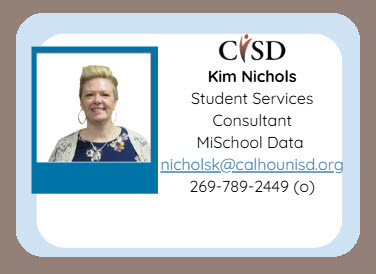 CISD
Kim Nichols
Student Services
Consultant
MiSchool Data
nicholsk@calhounisd.org
269-789-2449 (o)